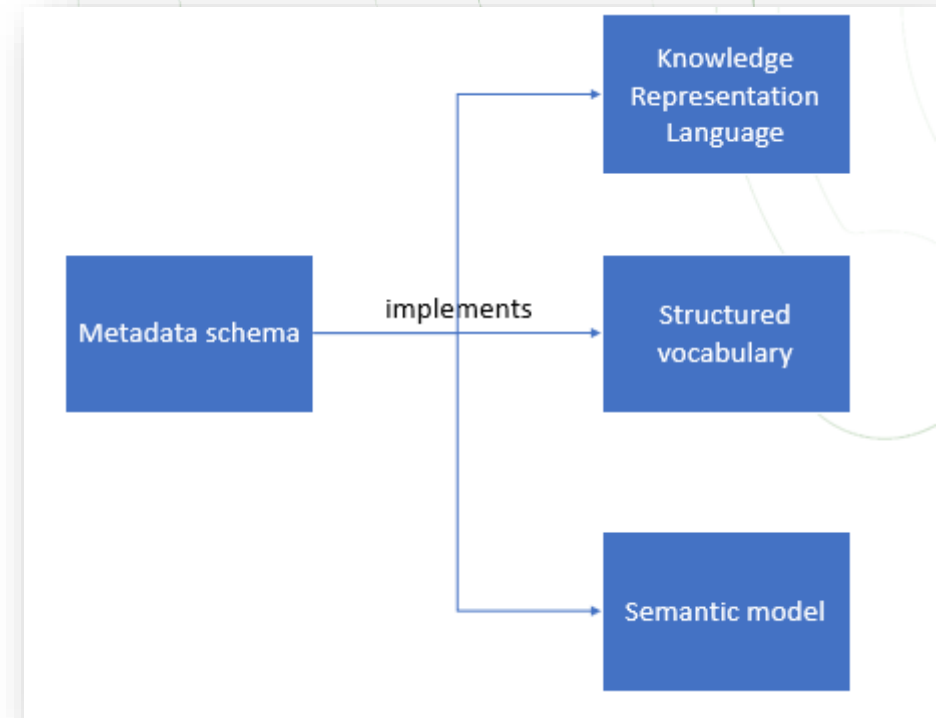 Knowledge
Representation
Language
Metadata schema
implements
Structured
vocabulary
Semantic model